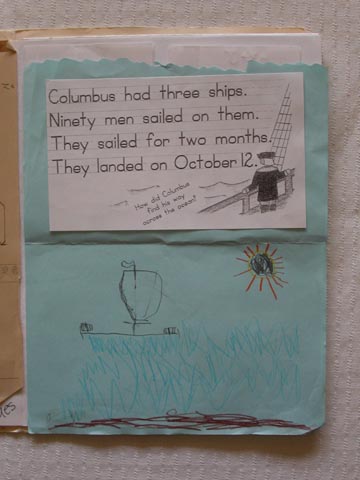 Columbus had three ships.
Ninety men sailed on them.
They sailed for two months.
They landed on October 12.
How did Columbus
find his way
across the ocean?